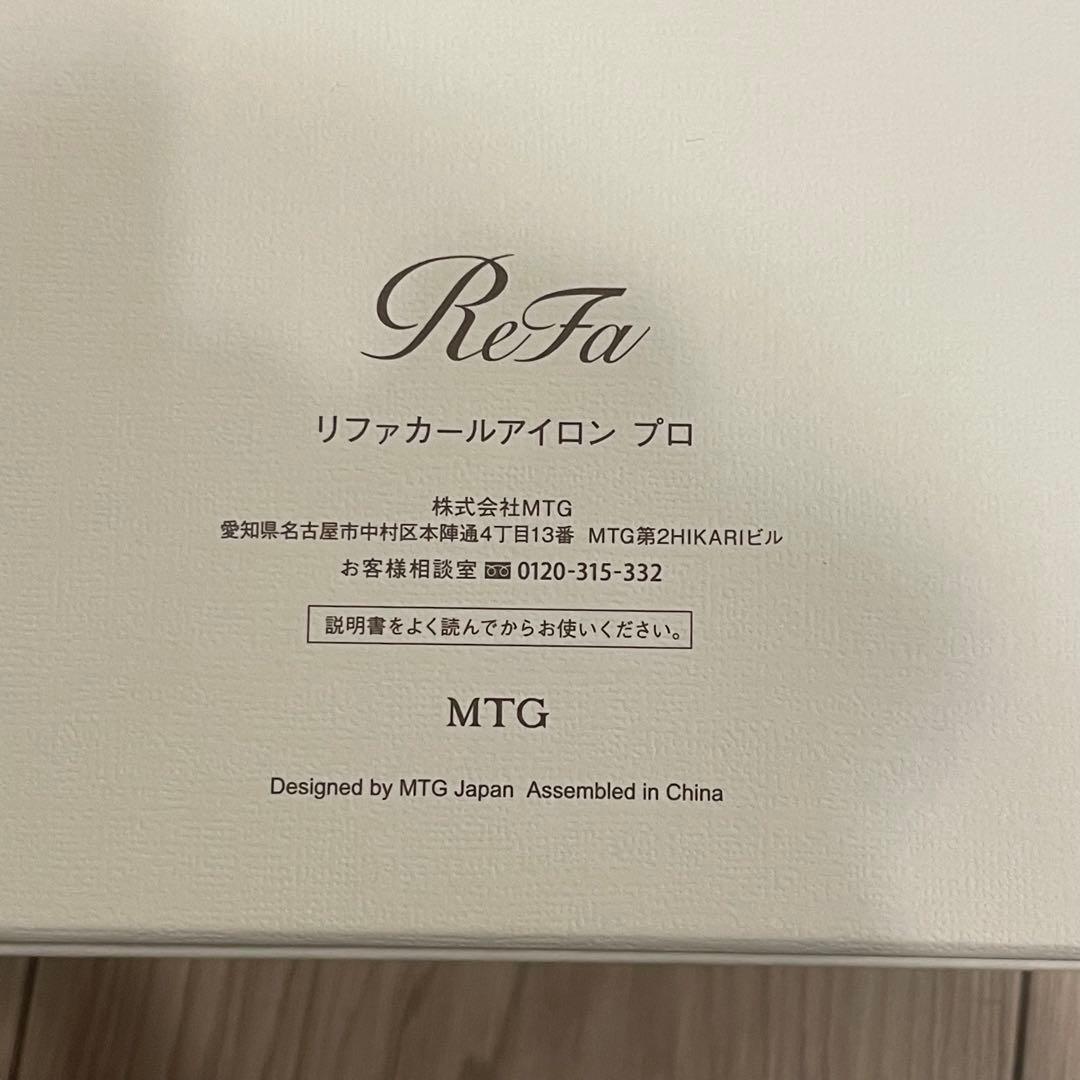 ReFa
リファカールアイロン プロ
株式会社MTG
愛知県名古屋市中村区本陣通4丁目13番 MTG第2HIKARIビル
お客様相談室 0120-315-332
説明書をよく読んでからお使いください。
MTG
Designed by MTG Japan Assembled in China